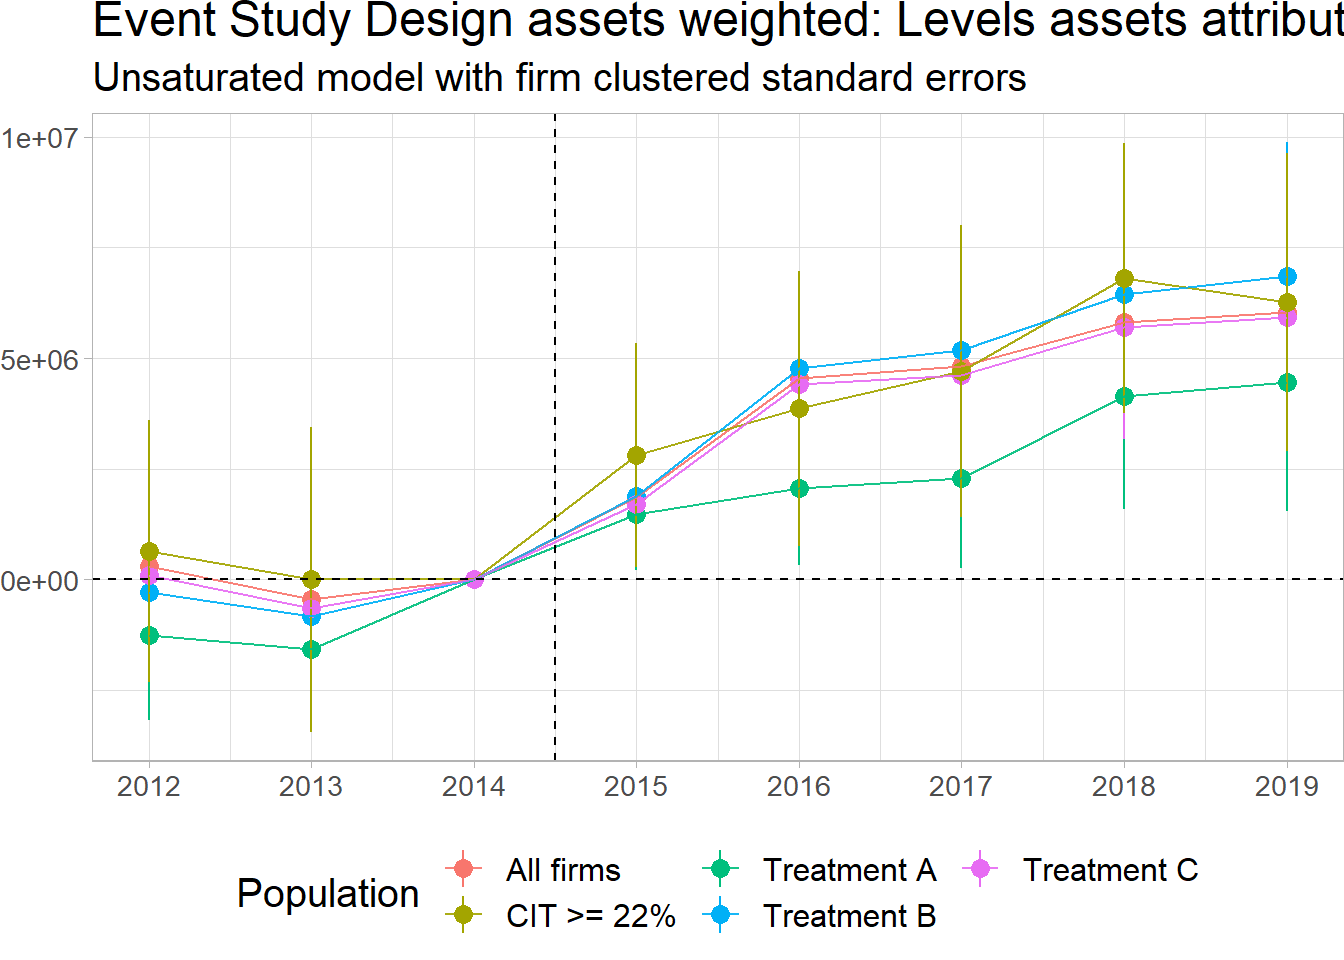 Event Study Design assets weighted: Levels assets attribut
Unsaturated model with firm clustered standard errors
1e+07
5e+06
0e+00
2012 2013 2014 2015 2016 2017 2018 2019
Population
All firms Treatment A Treatment C
CIT >= 22% Treatment B